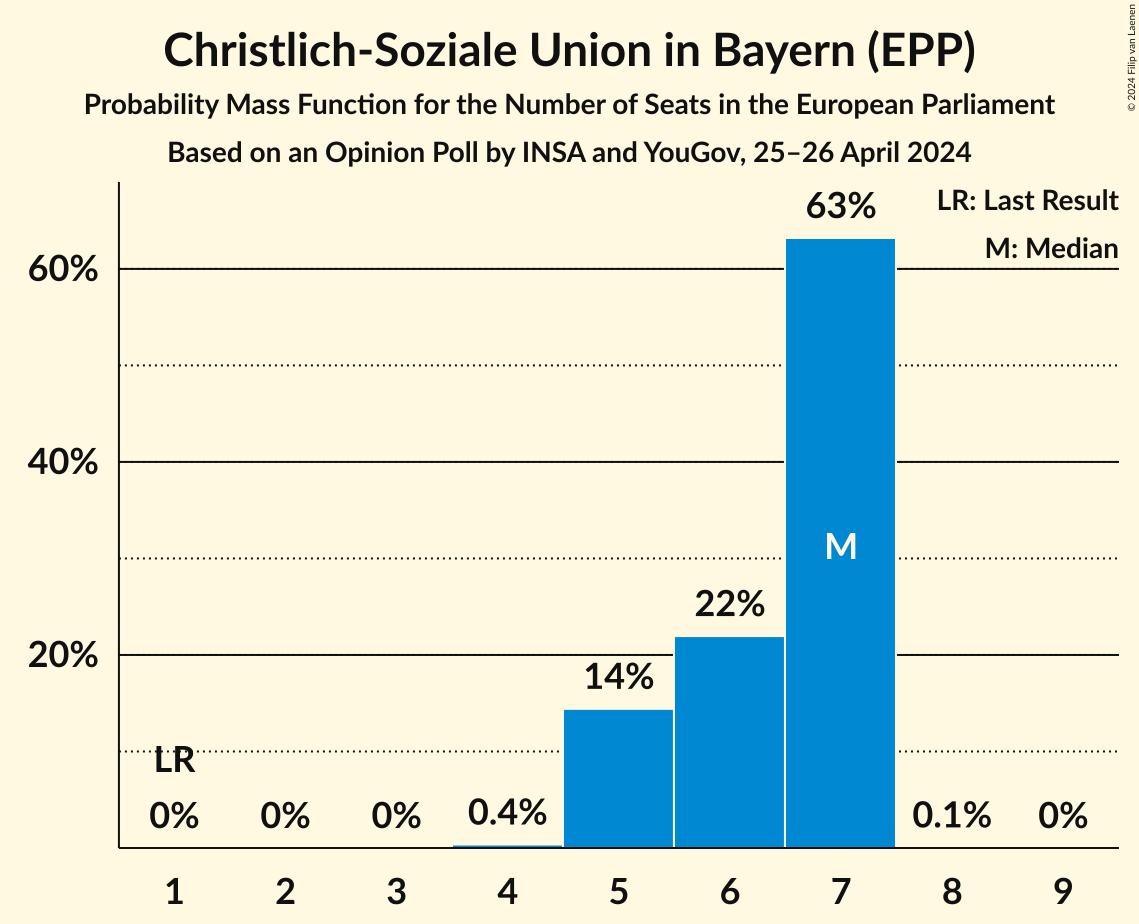 Christlich-Soziale Union in Bayern (EPP)
Probability Mass Function for the Number of Seats in the European Parliament
Based on an Opinion Poll by INSA and YouGov, 25–26 April 2024
© 2024 Filip van Laenen
LR: Last Result
M: Median
63%
60%
40%
M
22%
20%
14%
LR
0% 0% 0% 0.4% 0.1% 0%
1 2 3 4 5 6 7 8 9